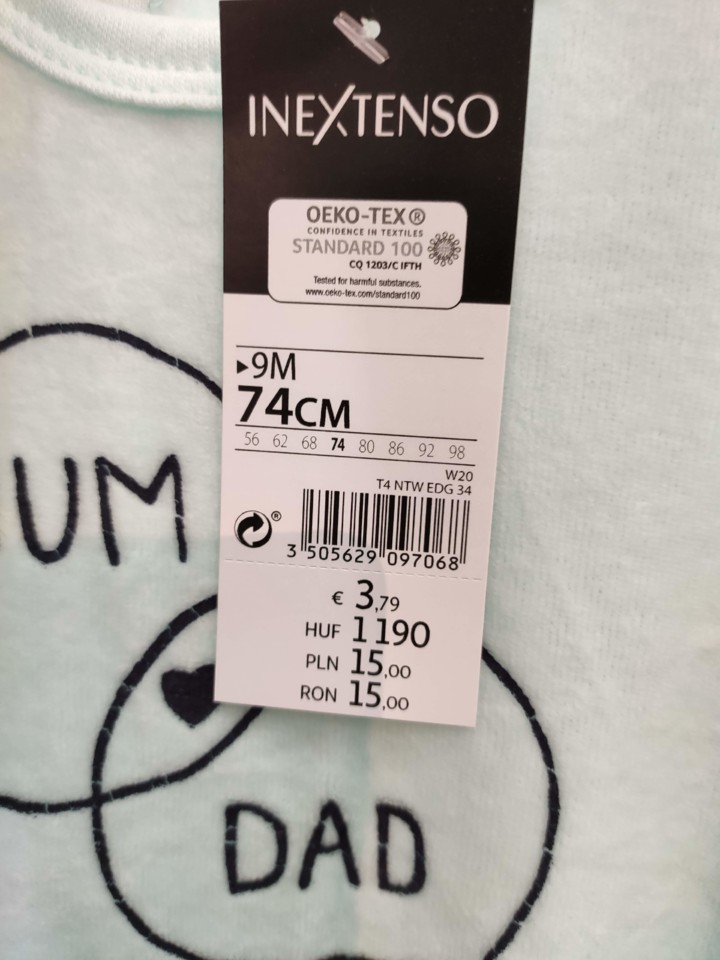 INEXTENSO
OEKO-TEX®
CONFIDENCE IN TEXTILES
STANDARD 100
CQ 1203/C IFTH
Tested for harmful substances.
www.oeko-tex.com/standard100
▸9M
74CM
56 62 68 74 80 86 92 98
W20
T4 NTW EDG 34
®
3 505629 097068
€ 3,79
HUF 1 190
PLN 15,00
RON 15,00
UM
DAD